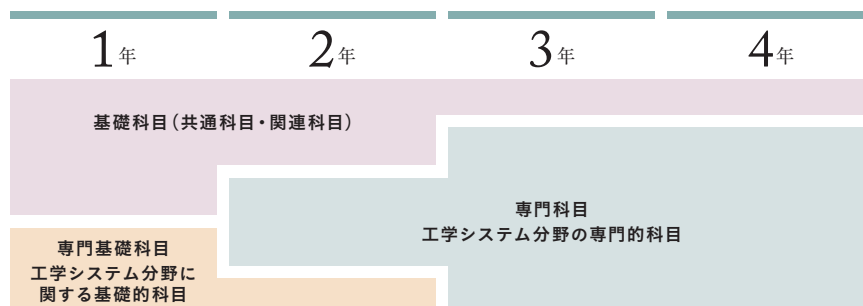 1年 2年 3年 4年
基礎科目（共通科目・関連科目）
専門科目
工学システム分野の専門的科目
専門基礎科目
工学システム分野に
関する基礎的科目